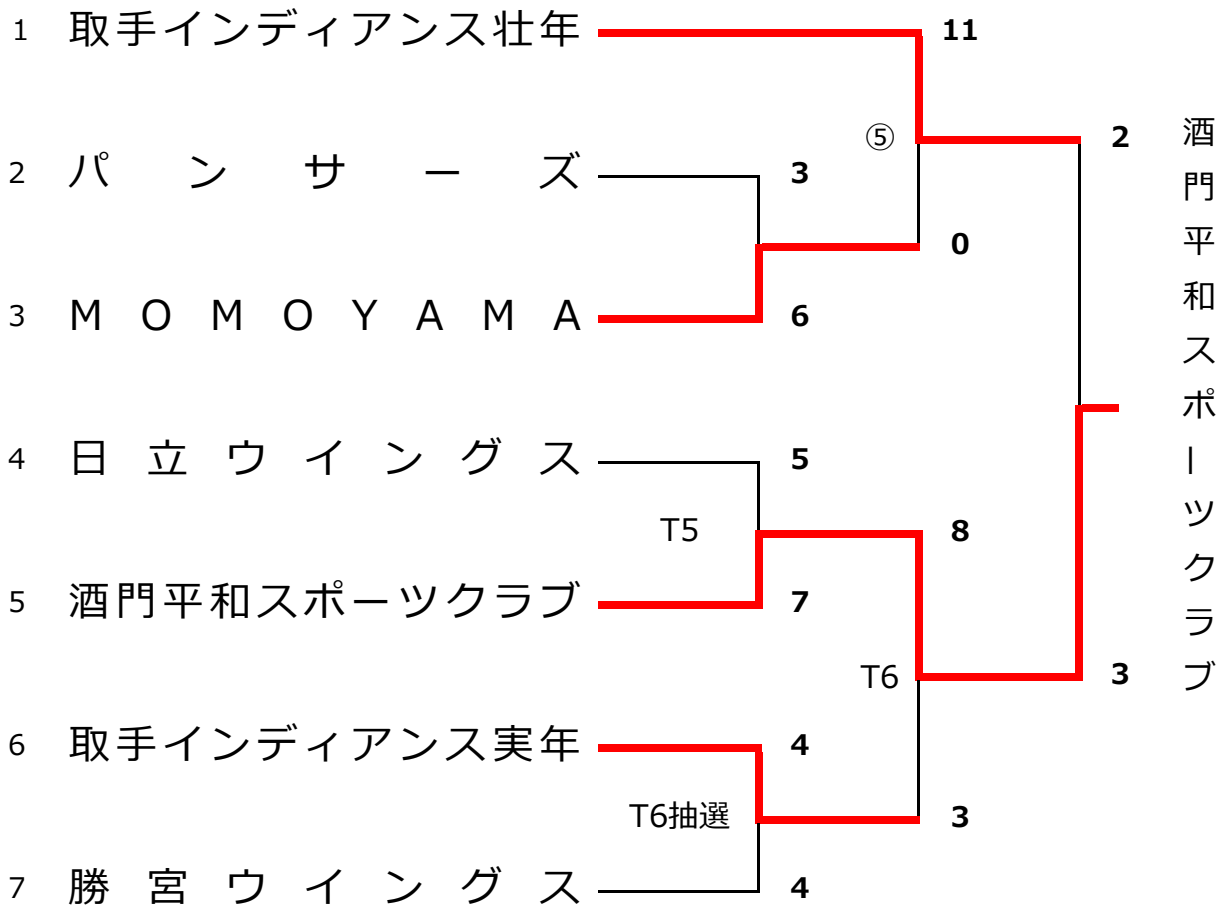 1 取手インディアンス壮年 11
⑤ 2
2 パンサーズ 3
0
3 MOMOYAMA 6
4 日立ウイングス 5
T5 8
5 酒門平和スポーツクラブ 7
T6 3
6 取手インディアンス実年 4
T6抽選 3
7 勝宮ウイングス 4
酒門平和スポーツクラブ